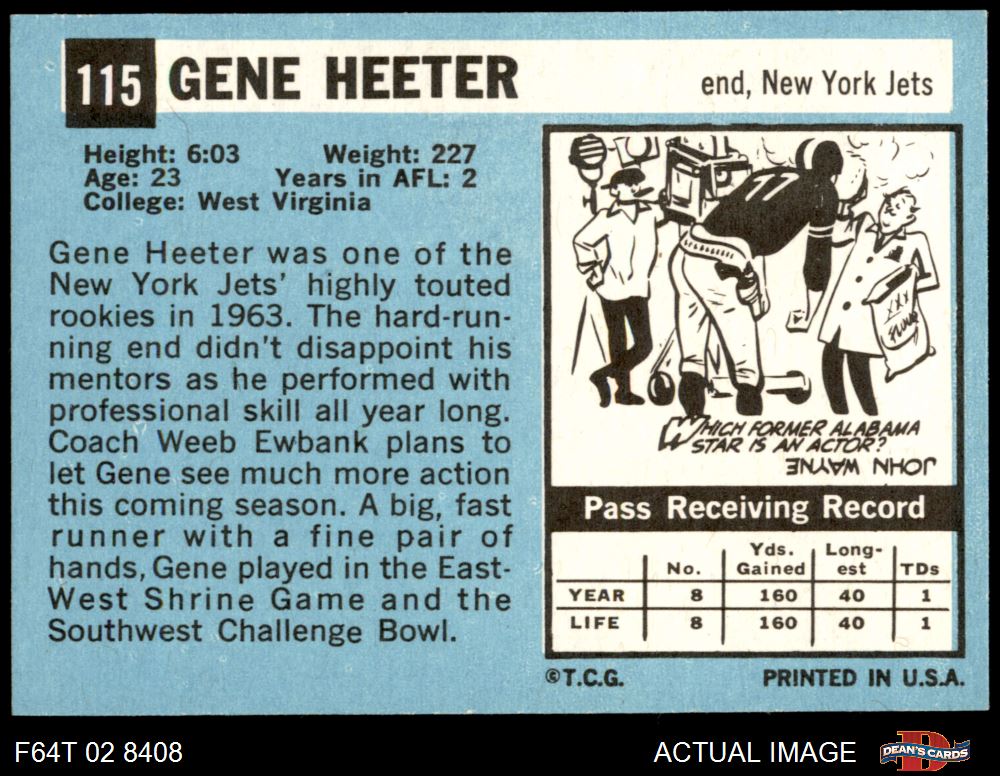 115 GENE HEETER end, New York Jets
Height: 6:03 Weight: 227
Age: 23 Years in AFL: 2
College: West Virginia
Gene Heeter was one of the
New York Jets' highly touted
rookies in 1963. The hard-run-
ning end didn't disappoint his
mentors as he performed with
professional skill all year long.
Coach Weeb Ewbank plans to
let Gene see much more action
this coming season. A big, fast
runner with a fine pair of
hands, Gene played in the East-
West Shrine Game and the
Southwest Challenge Bowl.
77
XXX
FLOUR
WHICH FORMER ALABAMA
STAR IS AN ACTOR?
JOHN WAYNE
Pass Receiving Record
No. Yds. Gained Long-est TDs
YEAR 8 160 40 1
LIFE 8 160 40 1
©T.C.G. PRINTED IN U.S.A.
F64T 02 8408 ACTUAL IMAGE DEAN'S CARDS